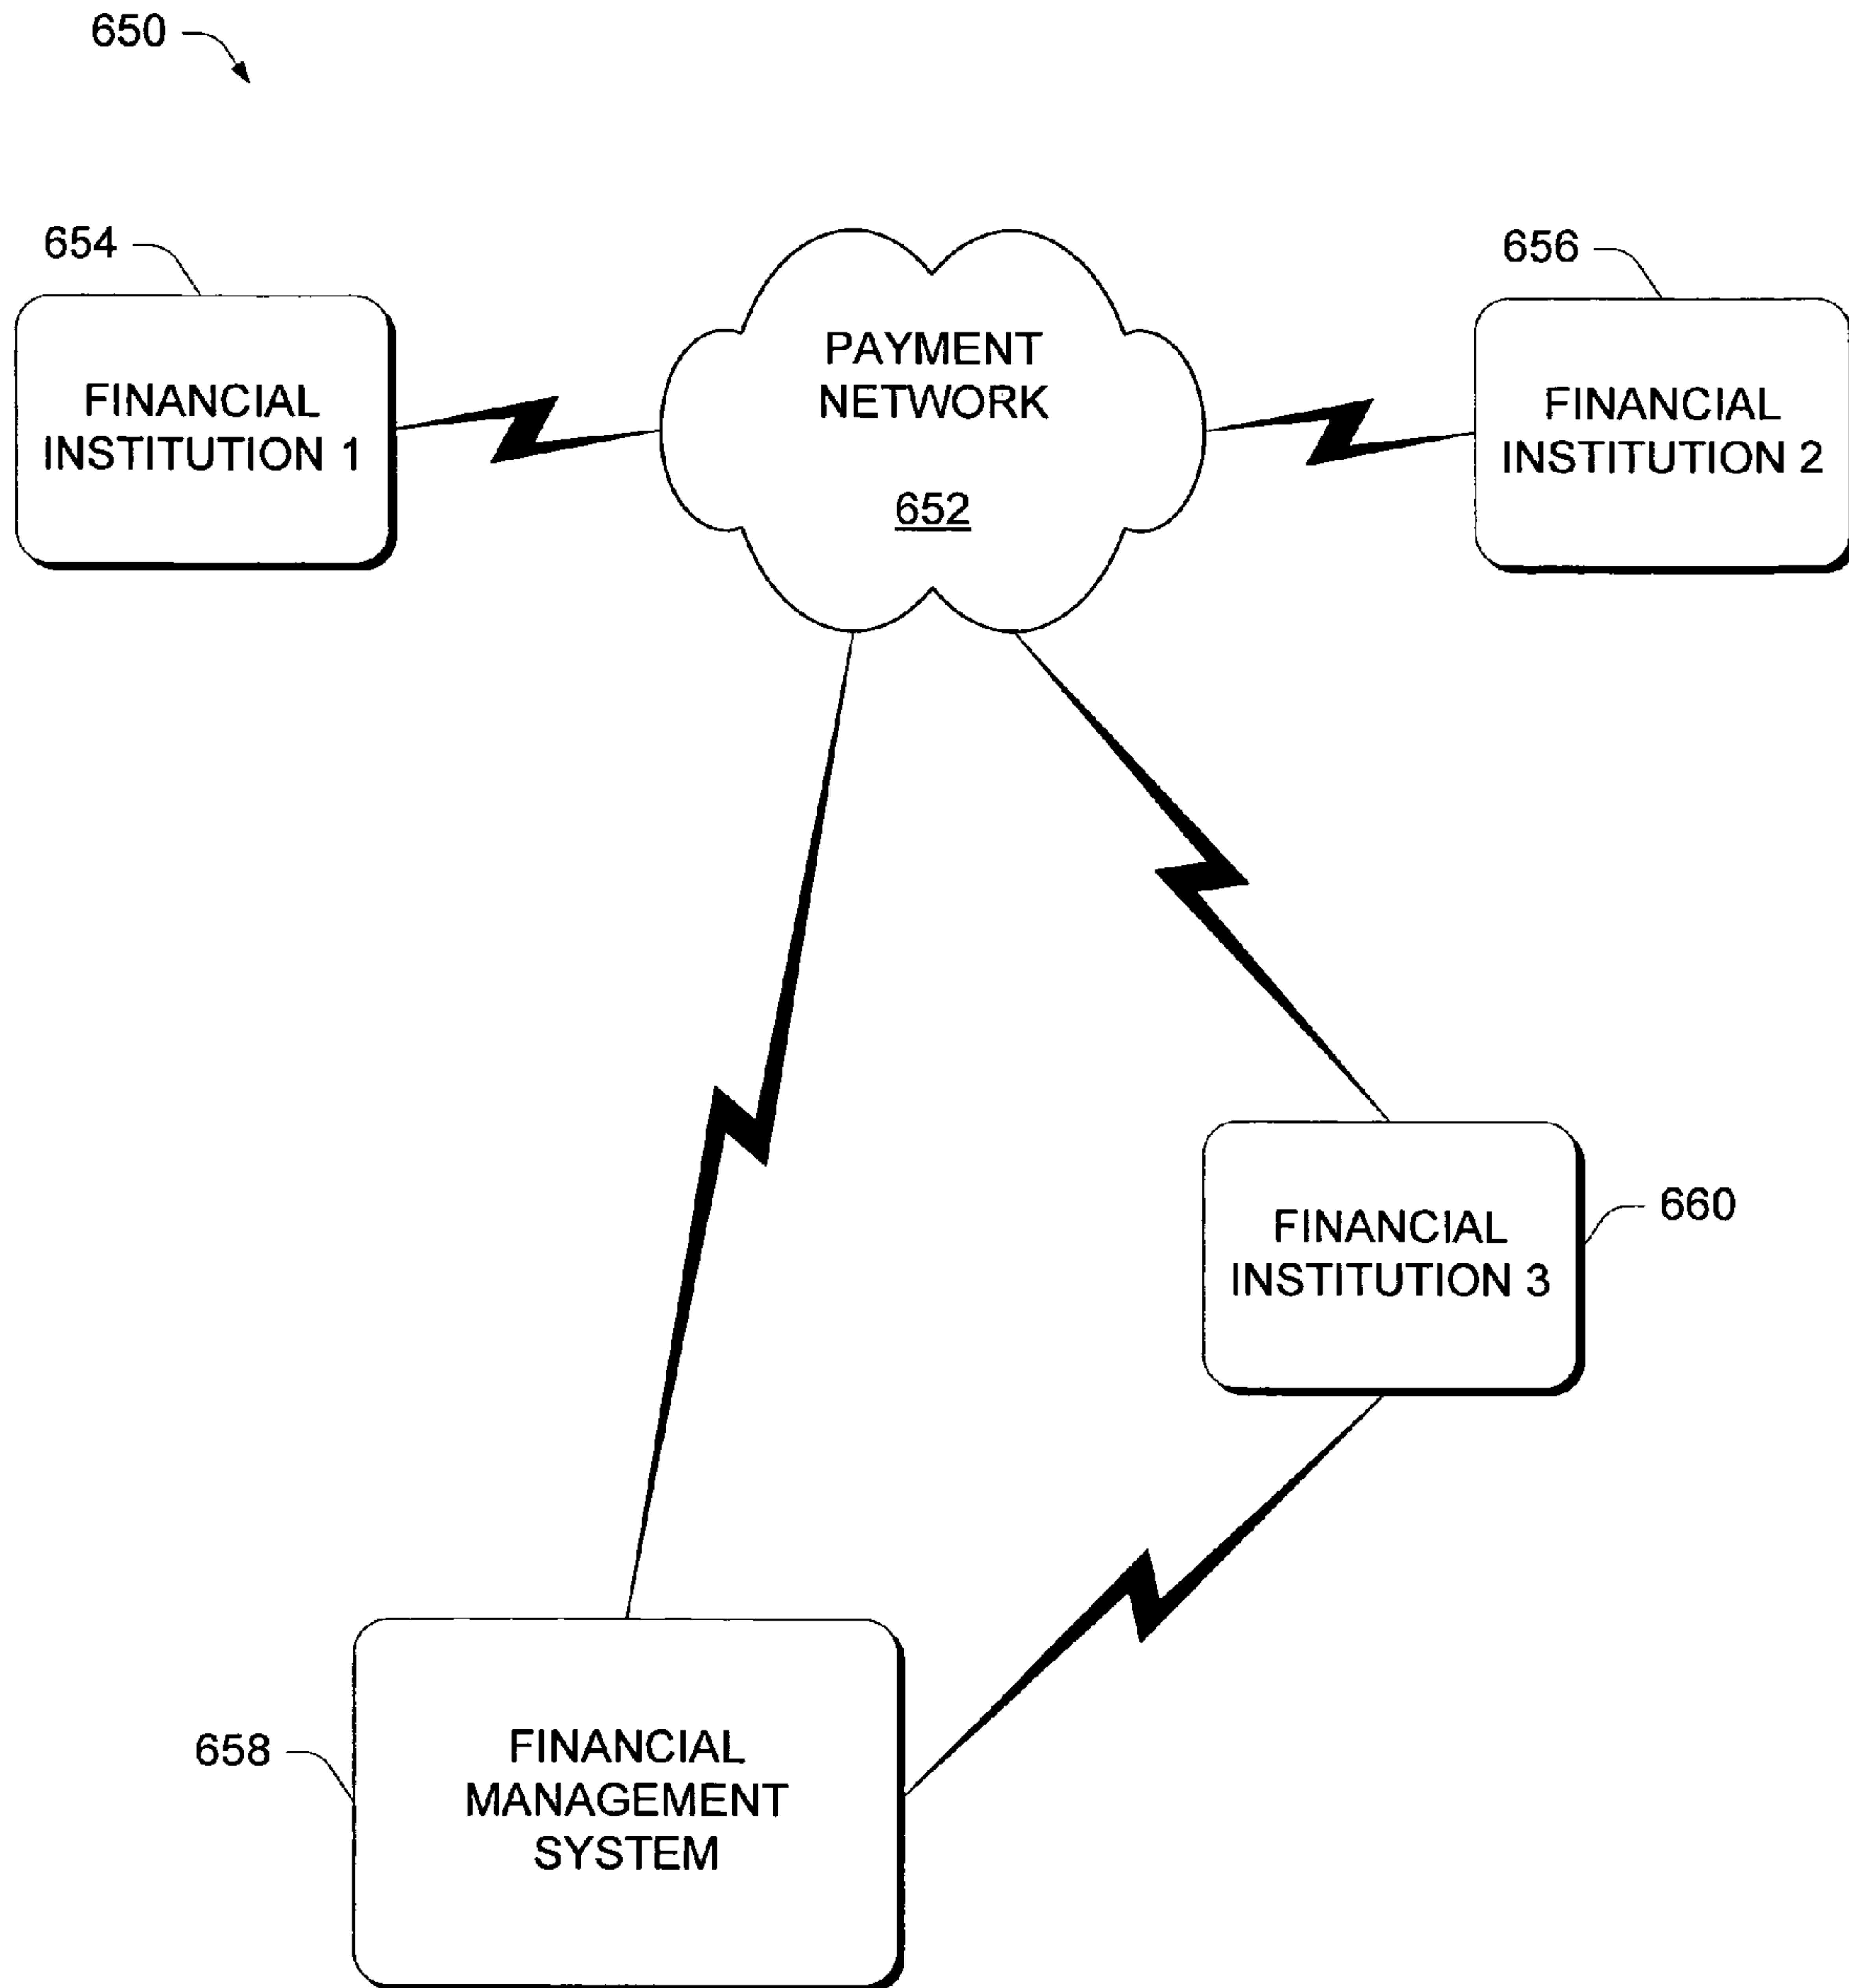 650
654
656
PAYMENT
NETWORK
652
FINANCIAL
INSTITUTION 1
FINANCIAL
INSTITUTION 2
FINANCIAL
INSTITUTION 3
660
658
FINANCIAL
MANAGEMENT
SYSTEM